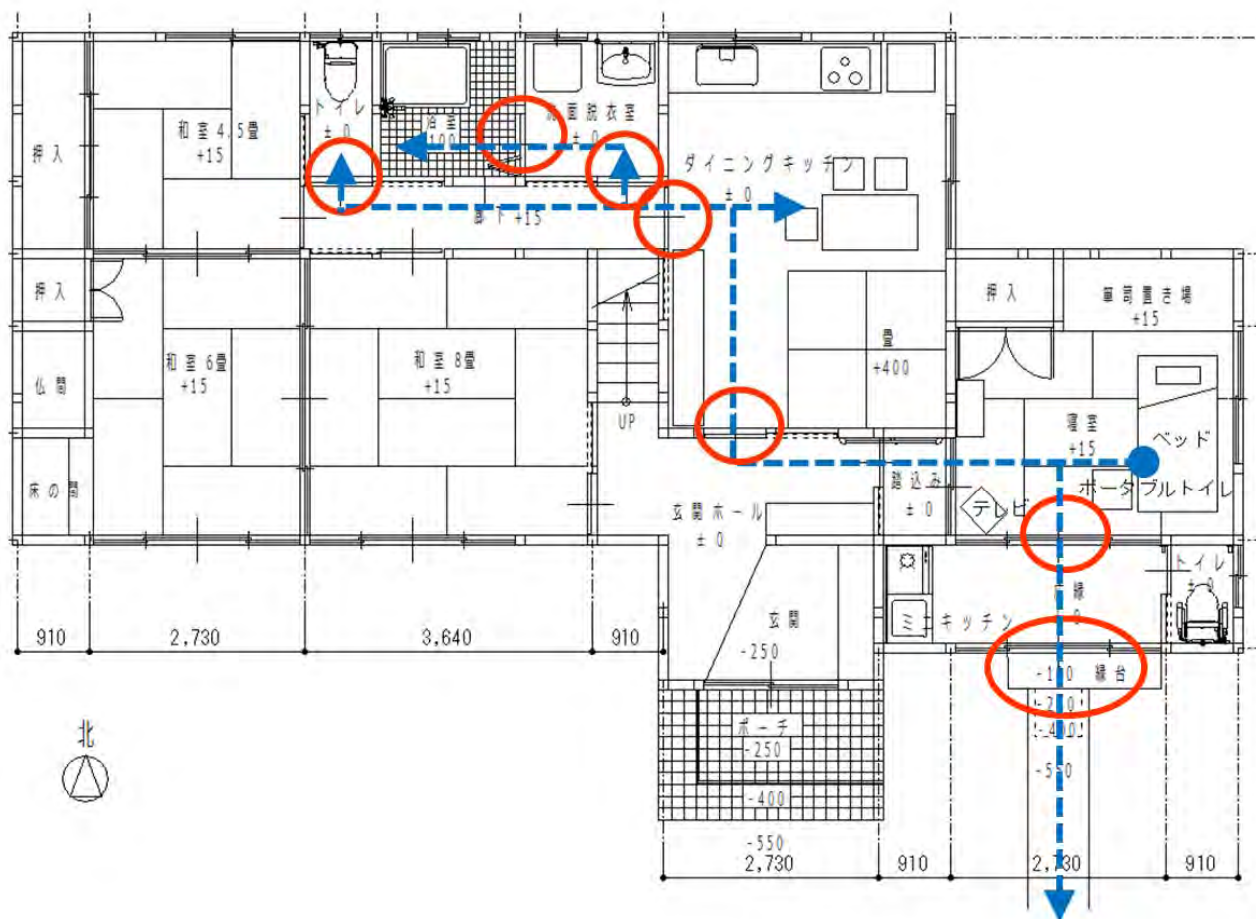 トイレ
±0
浴室
洗面脱衣室
±0
和室4.5畳
+15
押入
ダイニングキッチン
±0
廊下+15
押入
押入
箪笥置き場
+15
和室6畳
+15
和室8畳
+15
畳
+400
仏間
UP
寝室
+15
ベッド
ポータブルトイレ
テレビ
踏込み
±0
床の間
玄関ホール
±0
トイレ
±0
ミニキッチン
玄関
-250
縁台
910
2,730
3,640
910
ポーチ
-250
-400
-550
北
2,730
910
2,730
910